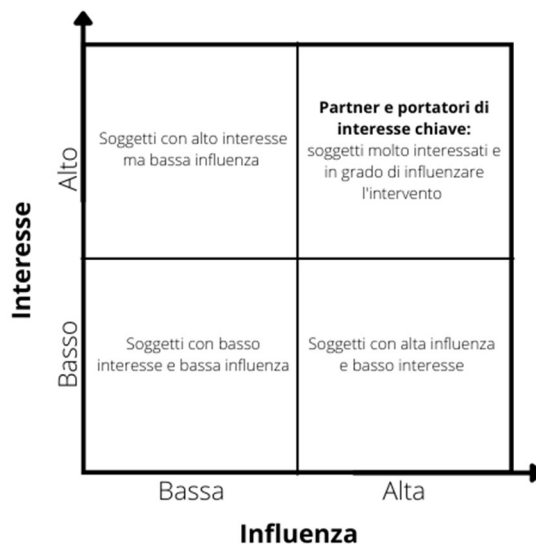 Interesse
Alto
Basso
Soggetti con alto interesse
ma bassa influenza
Partner e portatori di
interesse chiave:
soggetti molto interessati e
in grado di influenzare
l'intervento
Soggetti con basso
interesse e bassa influenza
Soggetti con alta influenza
e basso interesse
Bassa
Alta
Influenza